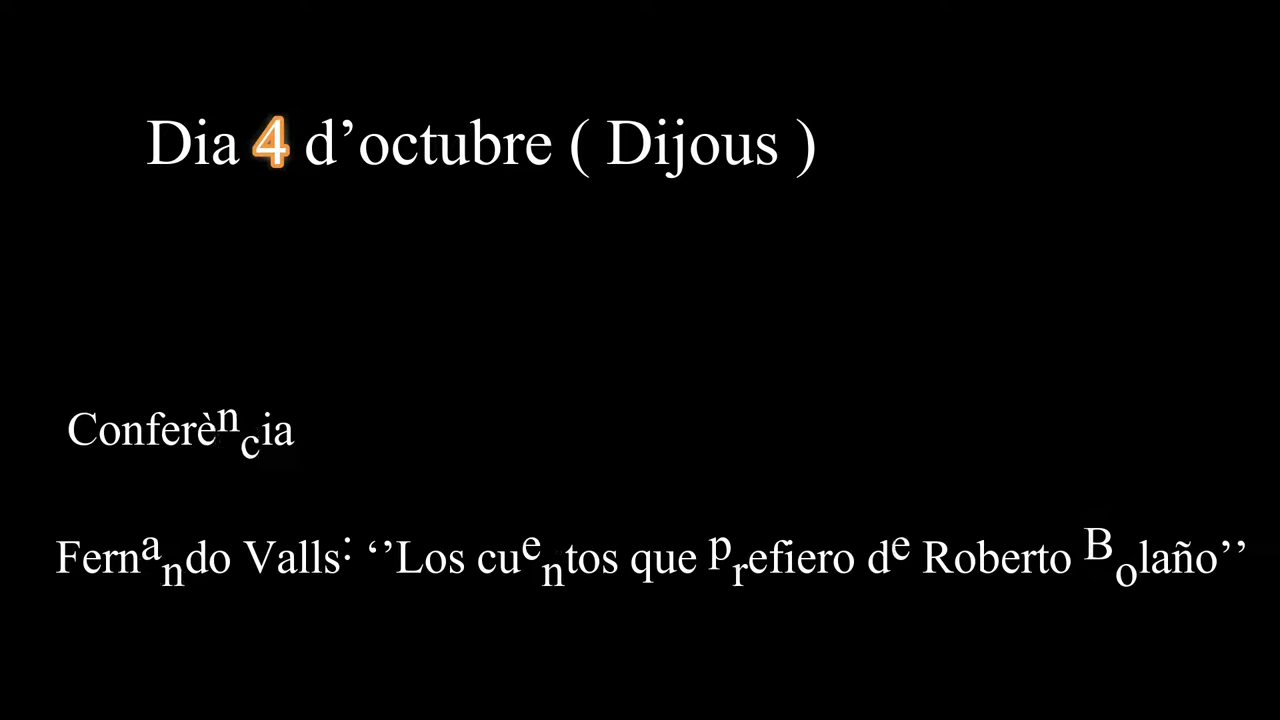 Dia 4 d’octubre ( Dijous )
Conferència
Fernando Valls: ‘’Los cuentos que prefiero de Roberto Bolaño’’